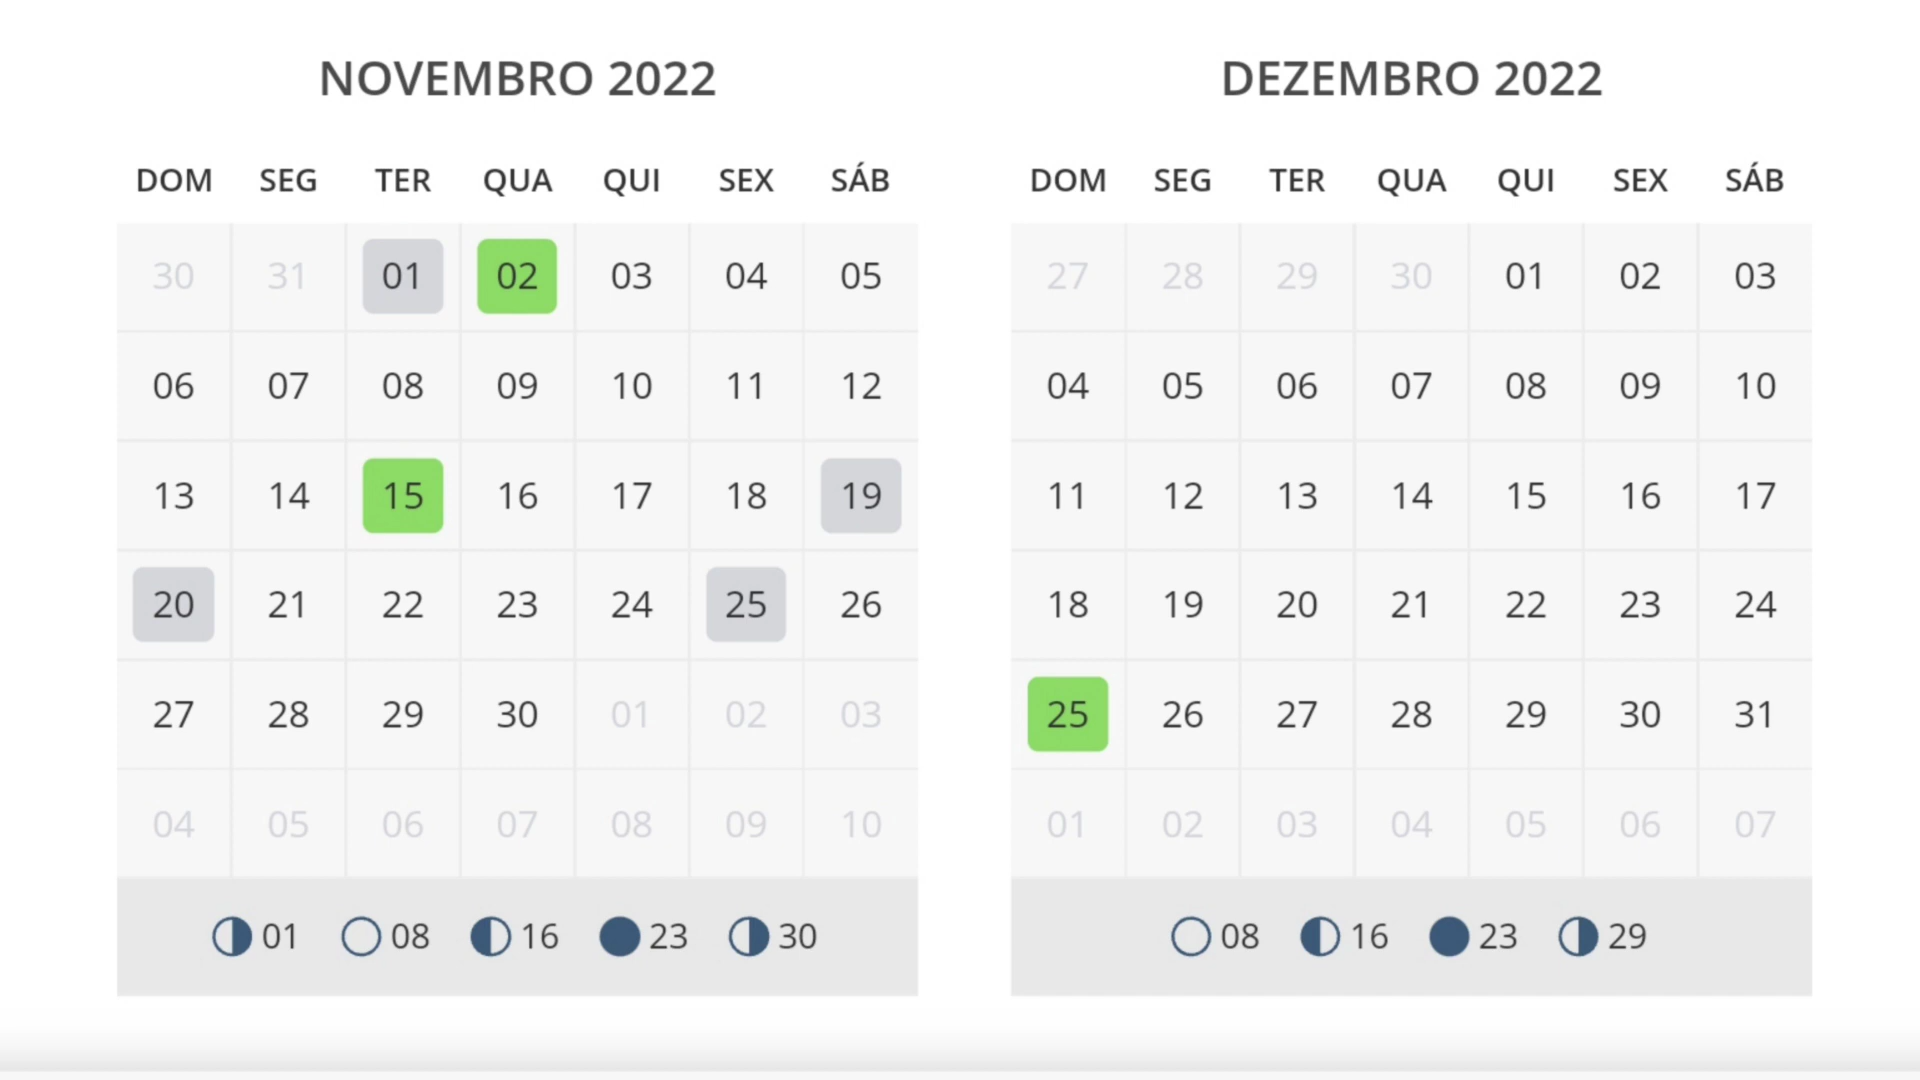 NOVEMBRO 2022
DOM SEG TER QUA QUI SEX SÁB
30 31 01 02 03 04 05
06 07 08 09 10 11 12
13 14 15 16 17 18 19
20 21 22 23 24 25 26
27 28 29 30 01 02 03
04 05 06 07 08 09 10
01 08 16 23 30
DEZEMBRO 2022
DOM SEG TER QUA QUI SEX SÁB
27 28 29 30 01 02 03
04 05 06 07 08 09 10
11 12 13 14 15 16 17
18 19 20 21 22 23 24
25 26 27 28 29 30 31
01 02 03 04 05 06 07
08 16 23 29